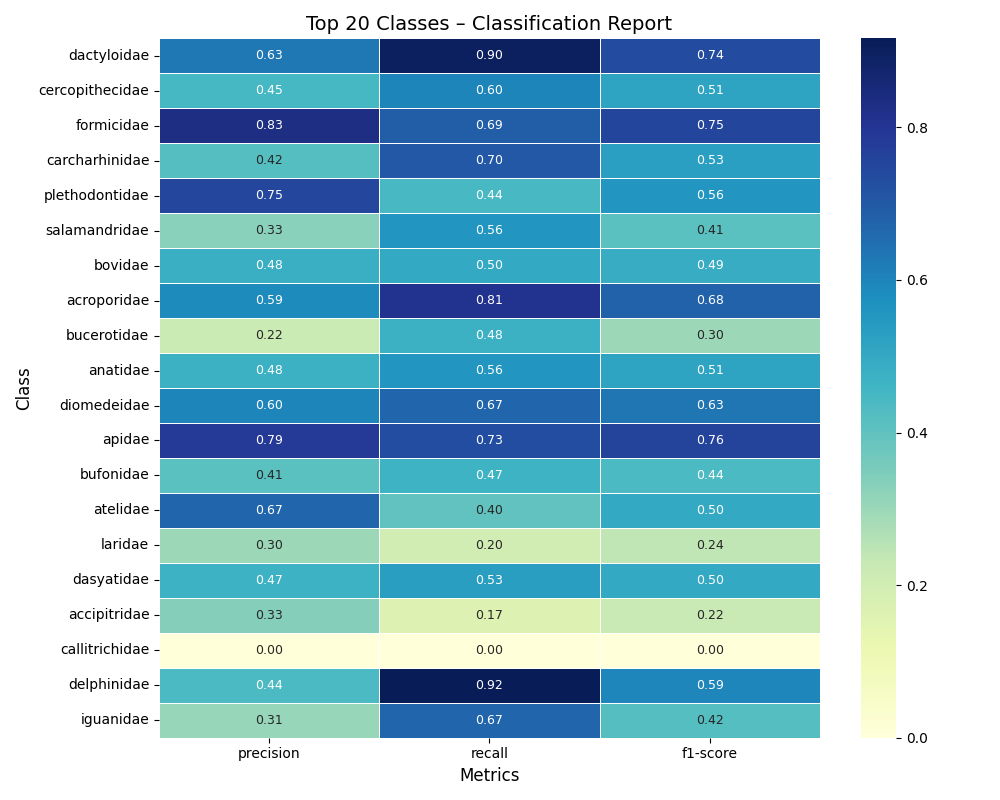 Top 20 Classes – Classification Report
dactyloidae 0.63 0.90 0.74
0.8
cercopithecidae 0.45 0.60 0.51
formicidae 0.83 0.69 0.75
carcharhinidae 0.42 0.70 0.53
plethodontidae 0.75 0.44 0.56
salamandridae 0.33 0.56 0.41
bovidae 0.48 0.50 0.49
0.6
acroporidae 0.59 0.81 0.68
bucerotidae 0.22 0.48 0.30
anatidae 0.48 0.56 0.51
Class
diomedeidae 0.60 0.67 0.63
0.4
apidae 0.79 0.73 0.76
bufonidae 0.41 0.47 0.44
atelidae 0.67 0.40 0.50
laridae 0.30 0.20 0.24
dasyatidae 0.47 0.53 0.50
0.2
accipitridae 0.33 0.17 0.22
callitrichidae 0.00 0.00 0.00
delphinidae 0.44 0.92 0.59
iguanidae 0.31 0.67 0.42
0.0
precision recall f1-score
Metrics